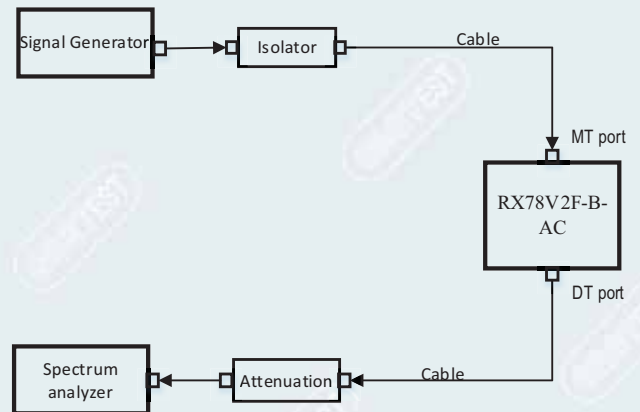 Signal Generator
Isolator
Cable
MT port
RX78V2F-B-
AC
DT port
Spectrum
analyzer
Attenuation
Cable